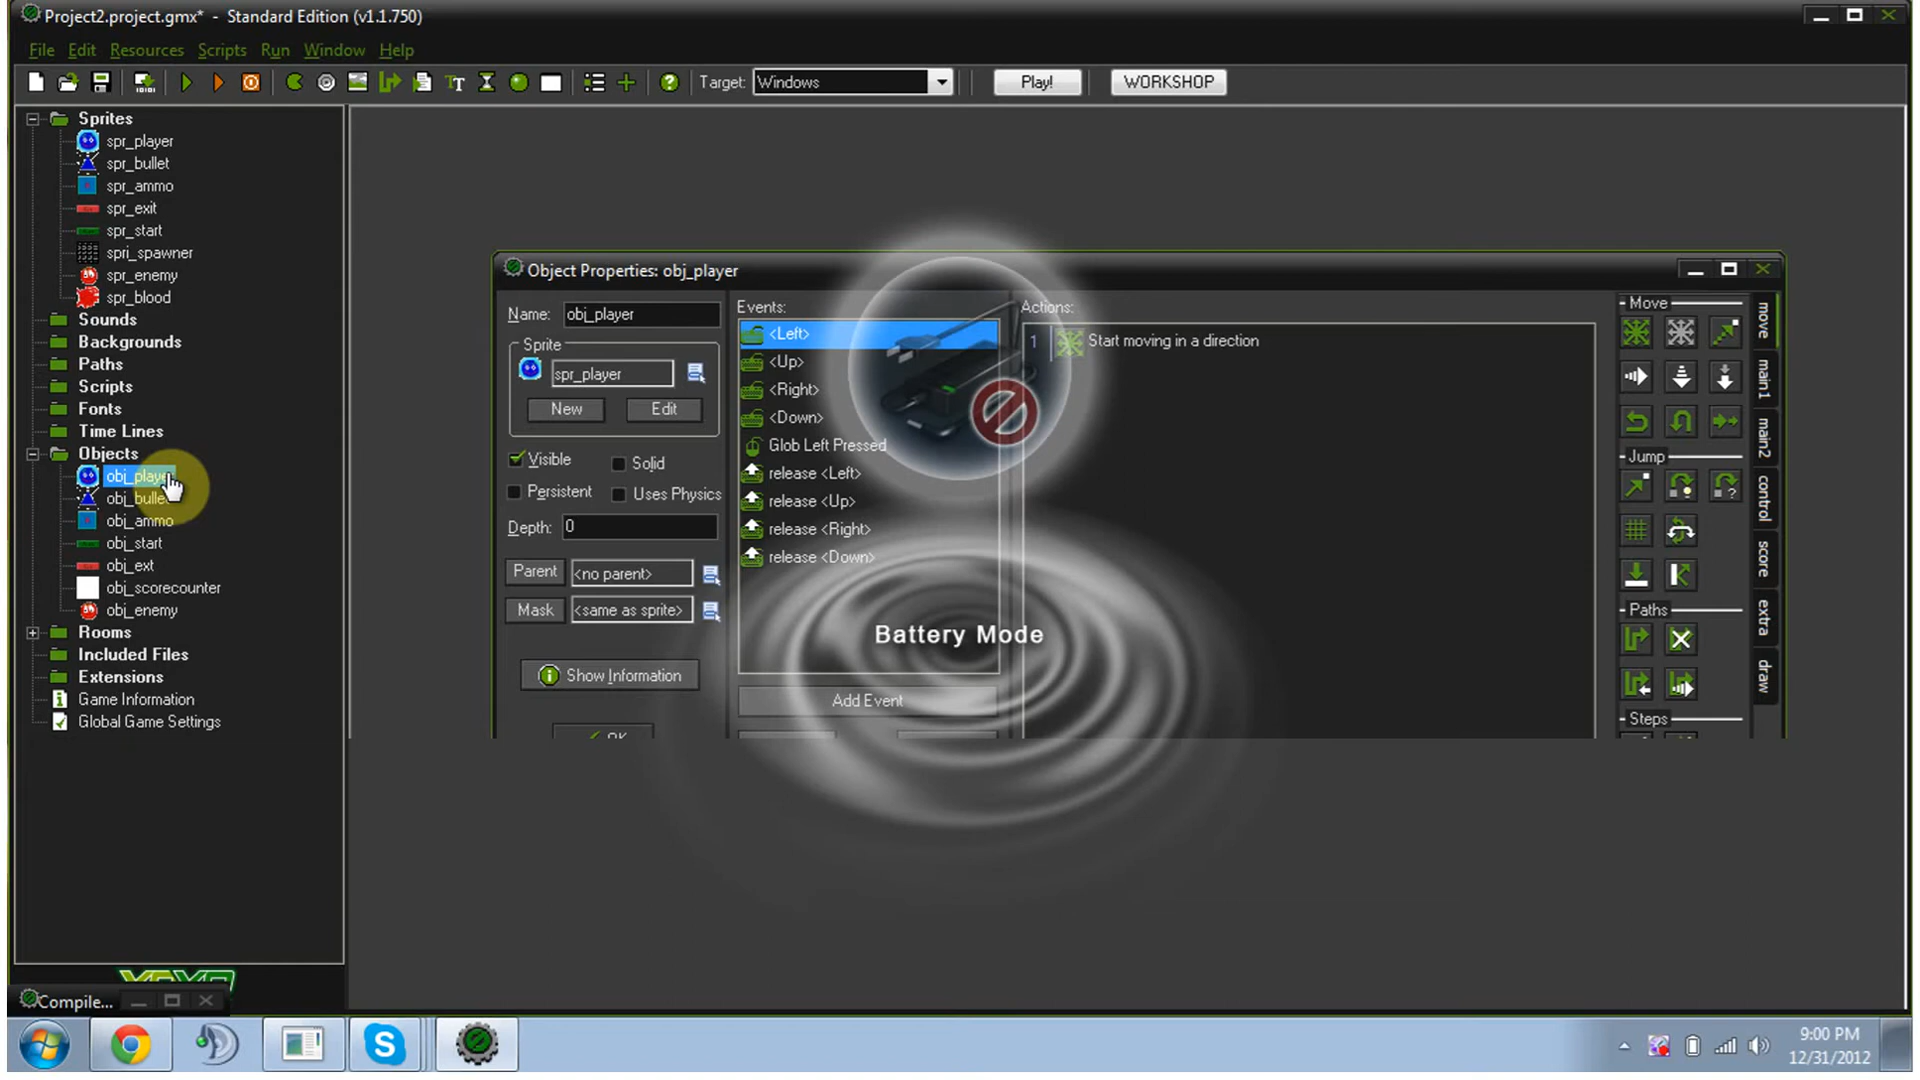 Project2.project.gmx* - Standard Edition (v1.1.750)
File Edit Resources Scripts Run Window Help
Target: Windows Play! WORKSHOP
Sprites
spr_player
spr_bullet
spr_ammo
spr_exit
spr_start
spri_spawner
spr_enemy
spr_blood
Sounds
Backgrounds
Paths
Scripts
Fonts
Time Lines
Objects
obj_player
obj_bullet
obj_ammo
obj_start
obj_ext
obj_scorecounter
obj_enemy
Rooms
Included Files
Extensions
Game Information
Global Game Settings
Object Properties: obj_player
Name: obj_player
Sprite
spr_player
New Edit
Visible Solid
Persistent Uses Physics
Depth: 0
Parent <no parent>
Mask <same as sprite>
Show Information
OK
Events:
<Left>
<Up>
<Right>
<Down>
Glob Left Pressed
release <Left>
release <Up>
release <Right>
release <Down>
Add Event
Actions:
1 Start moving in a direction
Move
Jump
Paths
Steps
move
main1
main2
control
score
extra
draw
Battery Mode
Compile...
9:00 PM
12/31/2012